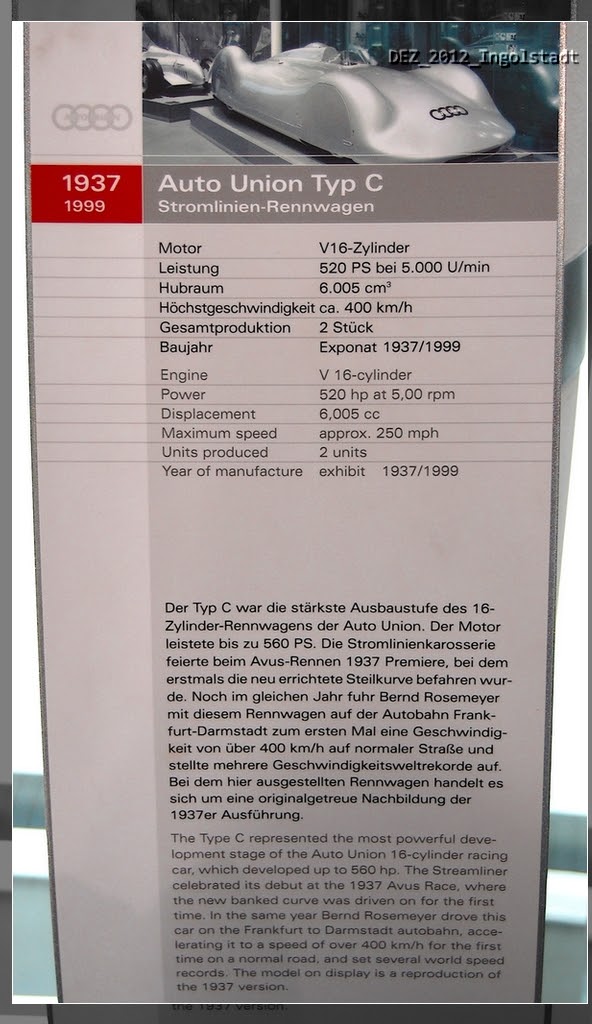 DEZ_2012_Ingolstadt
1937
1999
Auto Union Typ C
Stromlinien-Rennwagen
Motor V16-Zylinder
Leistung 520 PS bei 5.000 U/min
Hubraum 6.005 cm³
Höchstgeschwindigkeit ca. 400 km/h
Gesamtproduktion 2 Stück
Baujahr Exponat 1937/1999
Engine V 16-cylinder
Power 520 hp at 5,00 rpm
Displacement 6,005 cc
Maximum speed approx. 250 mph
Units produced 2 units
Year of manufacture exhibit 1937/1999
Der Typ C war die stärkste Ausbaustufe des 16-
Zylinder-Rennwagens der Auto Union. Der Motor
leistete bis zu 560 PS. Die Stromlinienkarosserie
feierte beim Avus-Rennen 1937 Premiere, bei dem
erstmals die neu errichtete Steilkurve befahren wur-
de. Noch im gleichen Jahr fuhr Bernd Rosemeyer
mit diesem Rennwagen auf der Autobahn Frank-
furt-Darmstadt zum ersten Mal eine Geschwindig-
keit von über 400 km/h auf normaler Straße und
stellte mehrere Geschwindigkeitsweltrekorde auf.
Bei dem hier ausgestellten Rennwagen handelt es
sich um eine originalgetreue Nachbildung der
1937er Ausführung.
The Type C represented the most powerful deve-
lopment stage of the Auto Union 16-cylinder racing
car, which developed up to 560 hp. The Streamliner
celebrated its debut at the 1937 Avus Race, where
the new banked curve was driven on for the first
time. In the same year Bernd Rosemeyer drove this
car on the Frankfurt to Darmstadt autobahn, acce-
lerating it to a speed of over 400 km/h for the first
time on a normal road, and set several world speed
records. The model on display is a reproduction of
the 1937 version.
the 1937 version.